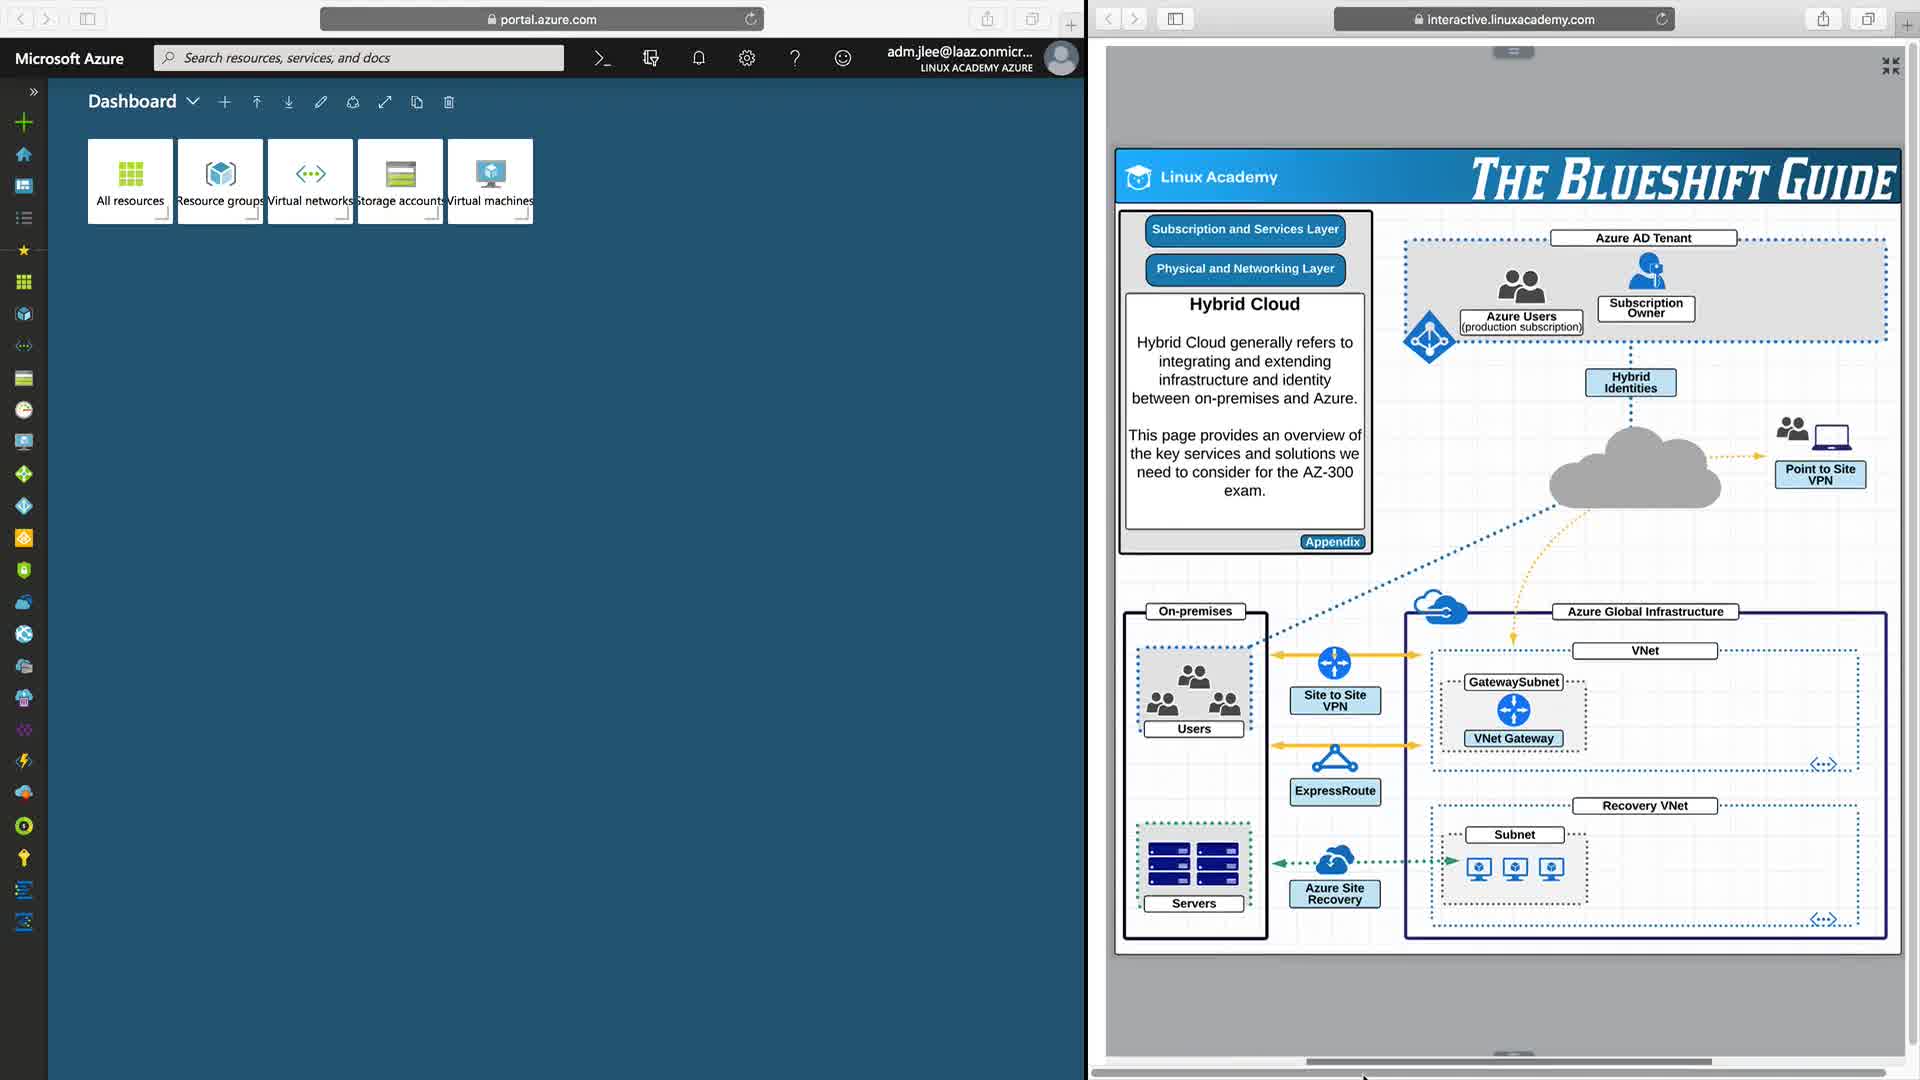 portal.azure.com
Microsoft Azure
Search resources, services, and docs
adm.jlee@laaz.onmicr...
LINUX ACADEMY AZURE
Dashboard
All resources
Resource groups
Virtual networks
Storage accounts
Virtual machines
interactive.linuxacademy.com
Linux Academy
THE BLUESHIFT GUIDE
Subscription and Services Layer
Physical and Networking Layer
Hybrid Cloud
Hybrid Cloud generally refers to
integrating and extending
infrastructure and identity
between on-premises and Azure.
This page provides an overview of
the key services and solutions we
need to consider for the AZ-300
exam.
Appendix
Azure AD Tenant
Azure Users
(production subscription)
Subscription
Owner
Hybrid
Identities
Point to Site
VPN
On-premises
Users
Servers
Site to Site
VPN
ExpressRoute
Azure Site
Recovery
Azure Global Infrastructure
VNet
GatewaySubnet
VNet Gateway
Recovery VNet
Subnet